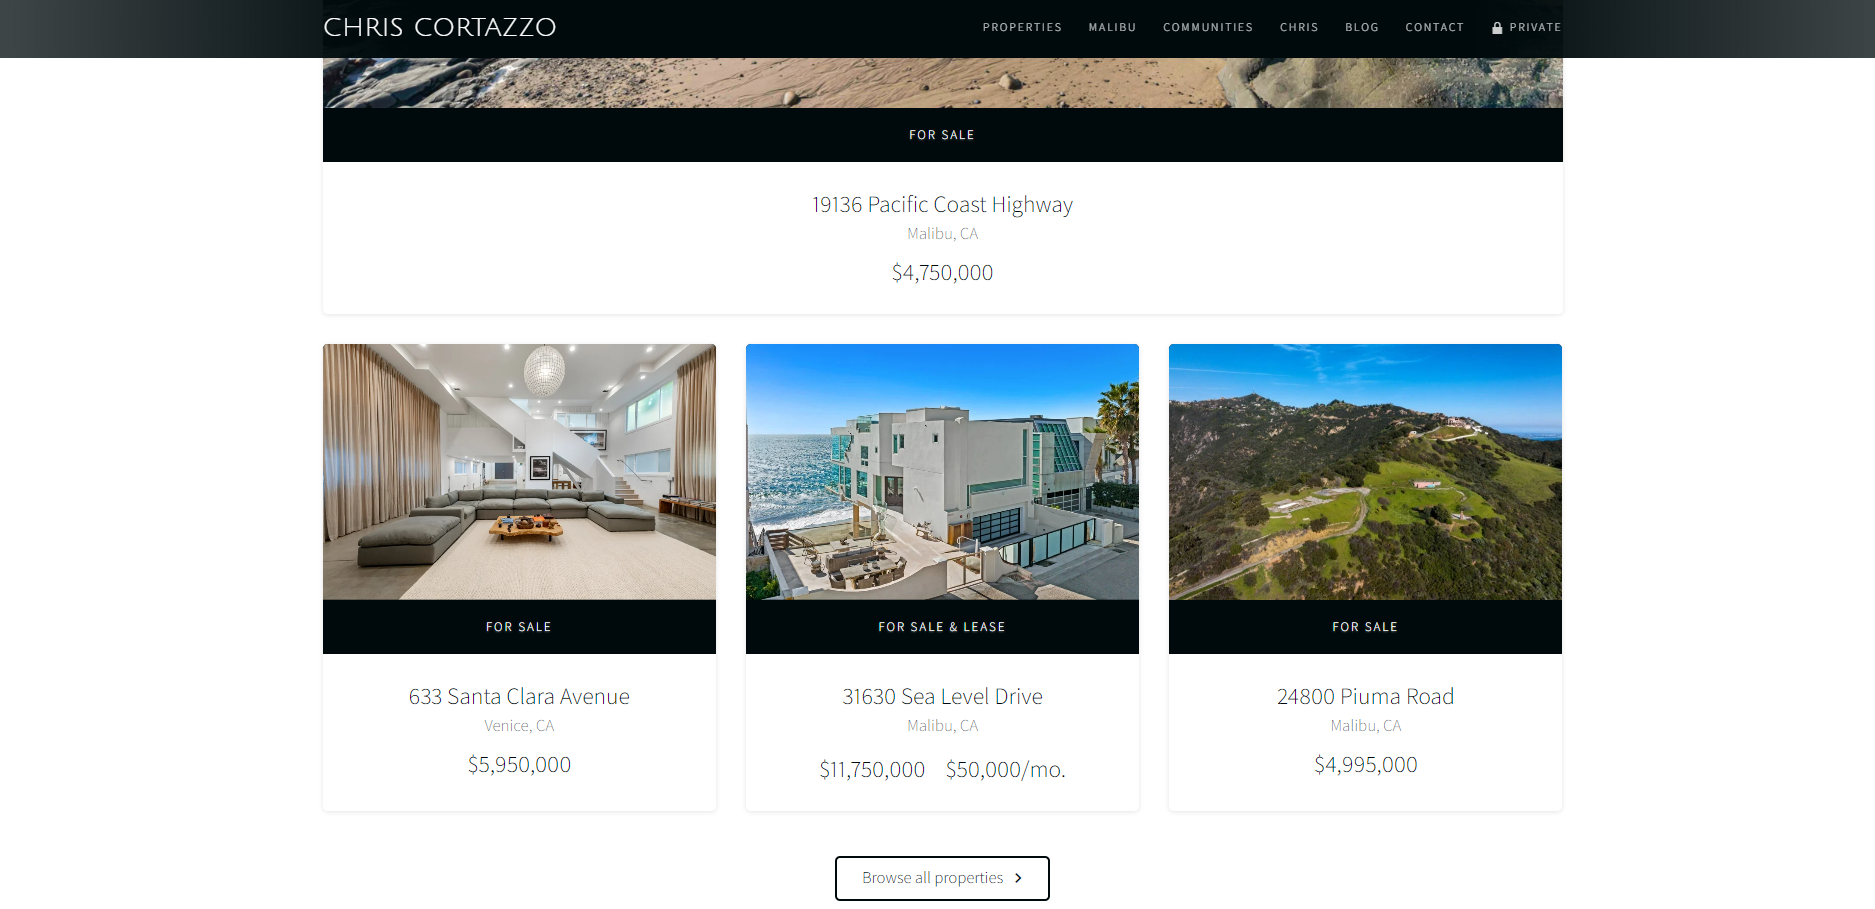 CHRIS CORTAZZO
PROPERTIES MALIBU COMMUNITIES CHRIS BLOG CONTACT PRIVATE
FOR SALE
19136 Pacific Coast Highway
Malibu, CA
$4,750,000
FOR SALE
633 Santa Clara Avenue
Venice, CA
$5,950,000
FOR SALE & LEASE
31630 Sea Level Drive
Malibu, CA
$11,750,000 $50,000/mo.
FOR SALE
24800 Piuma Road
Malibu, CA
$4,995,000
Browse all properties